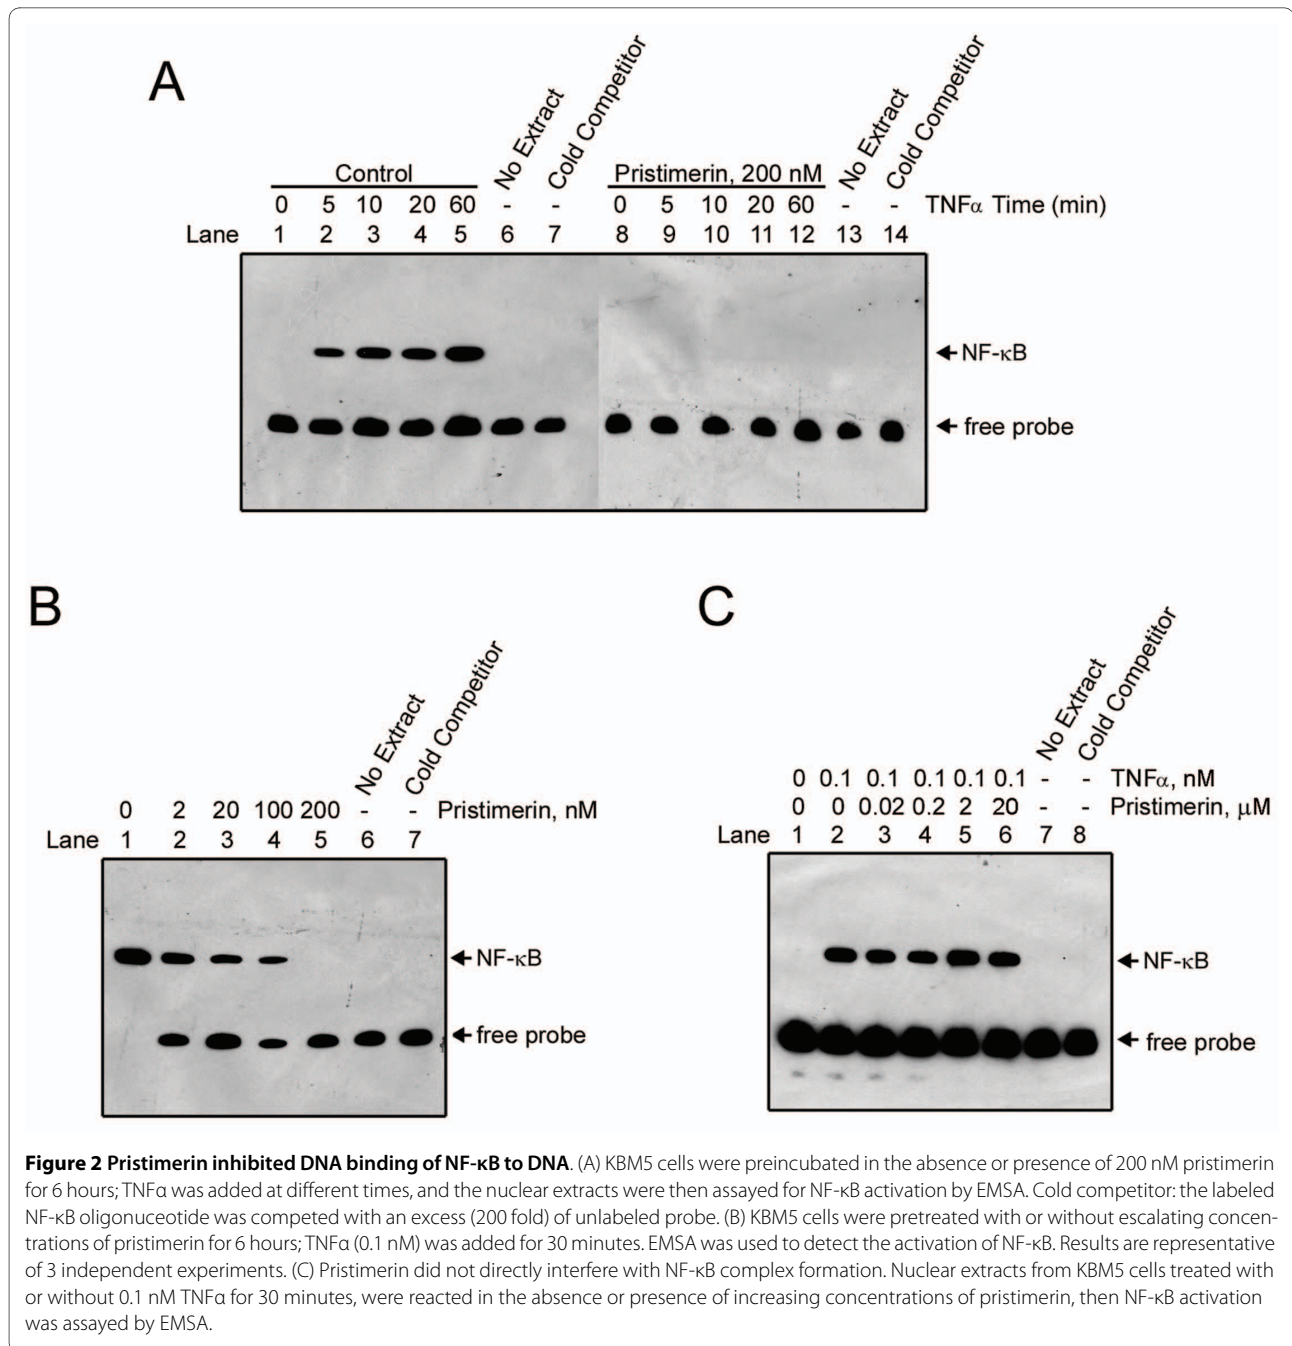 A
No Extract
Cold Competitor
No Extract
Cold Competitor
Control
Pristimerin, 200 nM
0 5 10 20 60 - - 0 5 10 20 60 - - TNFα Time (min)
Lane 1 2 3 4 5 6 7 8 9 10 11 12 13 14
NF-κB
free probe
B
No Extract
Cold Competitor
0 2 20 100 200 - - Pristimerin, nM
Lane 1 2 3 4 5 6 7
NF-κB
free probe
C
No Extract
Cold Competitor
0 0.1 0.1 0.1 0.1 0.1 - - TNFα, nM
0 0 0.02 0.2 2 20 - - Pristimerin, μM
Lane 1 2 3 4 5 6 7 8
NF-κB
free probe
Figure 2 Pristimerin inhibited DNA binding of NF-κB to DNA. (A) KBM5 cells were preincubated in the absence or presence of 200 nM pristimerin
for 6 hours; TNFα was added at different times, and the nuclear extracts were then assayed for NF-κB activation by EMSA. Cold competitor: the labeled
NF-κB oligonuceotide was competed with an excess (200 fold) of unlabeled probe. (B) KBM5 cells were pretreated with or without escalating concen-
trations of pristimerin for 6 hours; TNFα (0.1 nM) was added for 30 minutes. EMSA was used to detect the activation of NF-κB. Results are representative
of 3 independent experiments. (C) Pristimerin did not directly interfere with NF-κB complex formation. Nuclear extracts from KBM5 cells treated with
or without 0.1 nM TNFα for 30 minutes, were reacted in the absence or presence of increasing concentrations of pristimerin, then NF-κB activation
was assayed by EMSA.